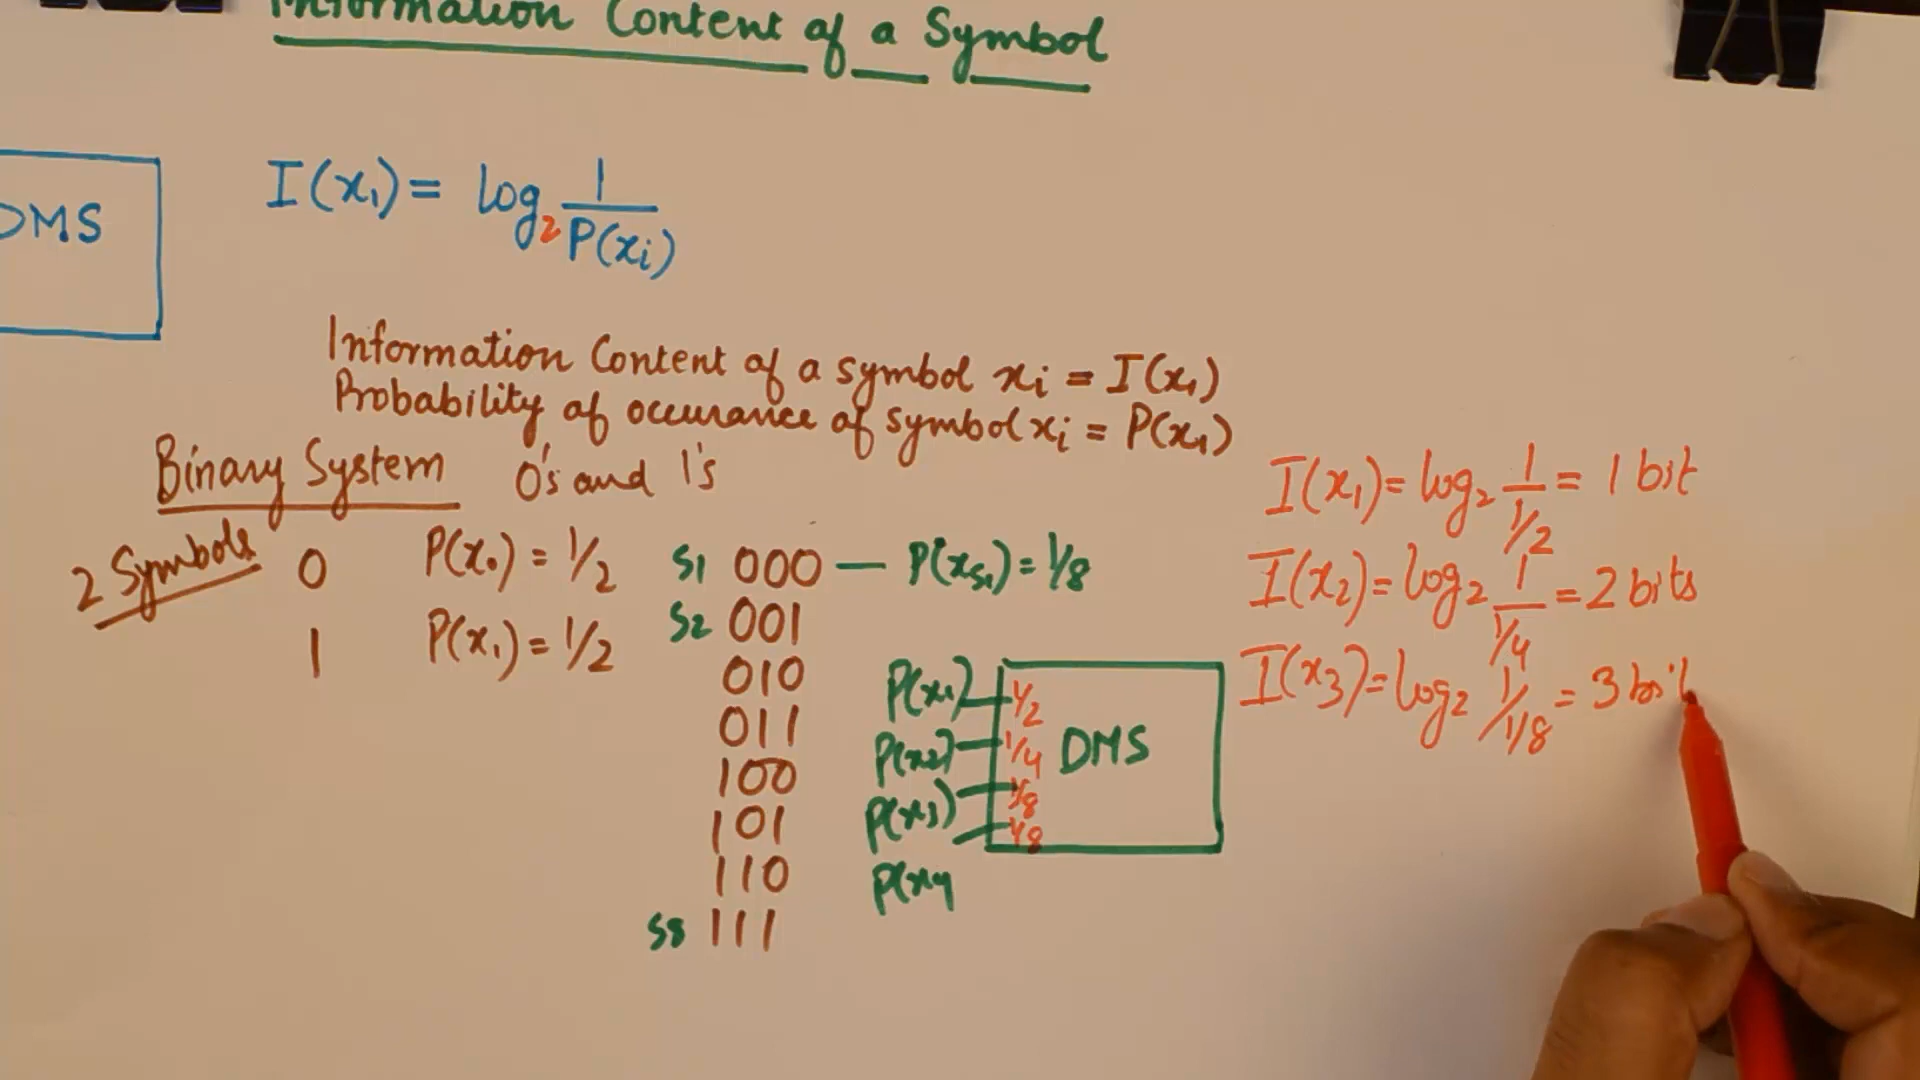 Information Content of a Symbol
DMS
I(x₁) = log₂ 1/P(xi)
Information Content of a symbol xi = I(x₁)
Probability of occurance of symbol xi = P(x₁)
Binary System 0's and 1's
2 Symbols
0 P(x₀) = 1/2
1 P(x₁) = 1/2
S1 000 — P(xS₁) = 1/8
S2 001
010
011
100
101
110
S8 111
P(x₁) 1/2
P(x₂) 1/4
P(x₃) 1/8
P(x₄ 1/8
DMS
I(x₁) = log₂ 1/1/2 = 1 bit
I(x₂) = log₂ 1/1/4 = 2 bits
I(x₃) = log₂ 1/1/8 = 3 bit